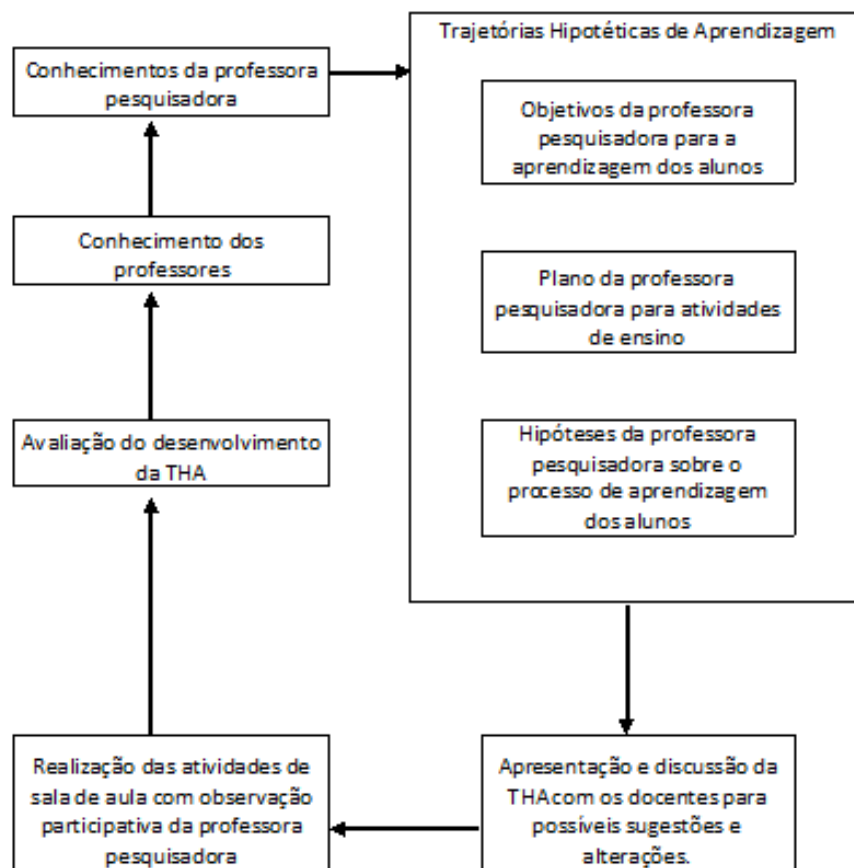 Trajetórias Hipotéticas de Aprendizagem
Conhecimentos da professora
pesquisadora
Objetivos da professora
pesquisadora para a
aprendizagem dos alunos
Conhecimento dos
professores
Plano da professora
pesquisadora para atividades
de ensino
Avaliação do desenvolvimento
da THA
Hipóteses da professora
pesquisadora sobre o
processo de aprendizagem
dos alunos
Realização das atividades de
sala de aula com observação
participativa da professora
pesquisadora
Apresentação e discussão da
THA com os docentes para
possíveis sugestões e
alterações.